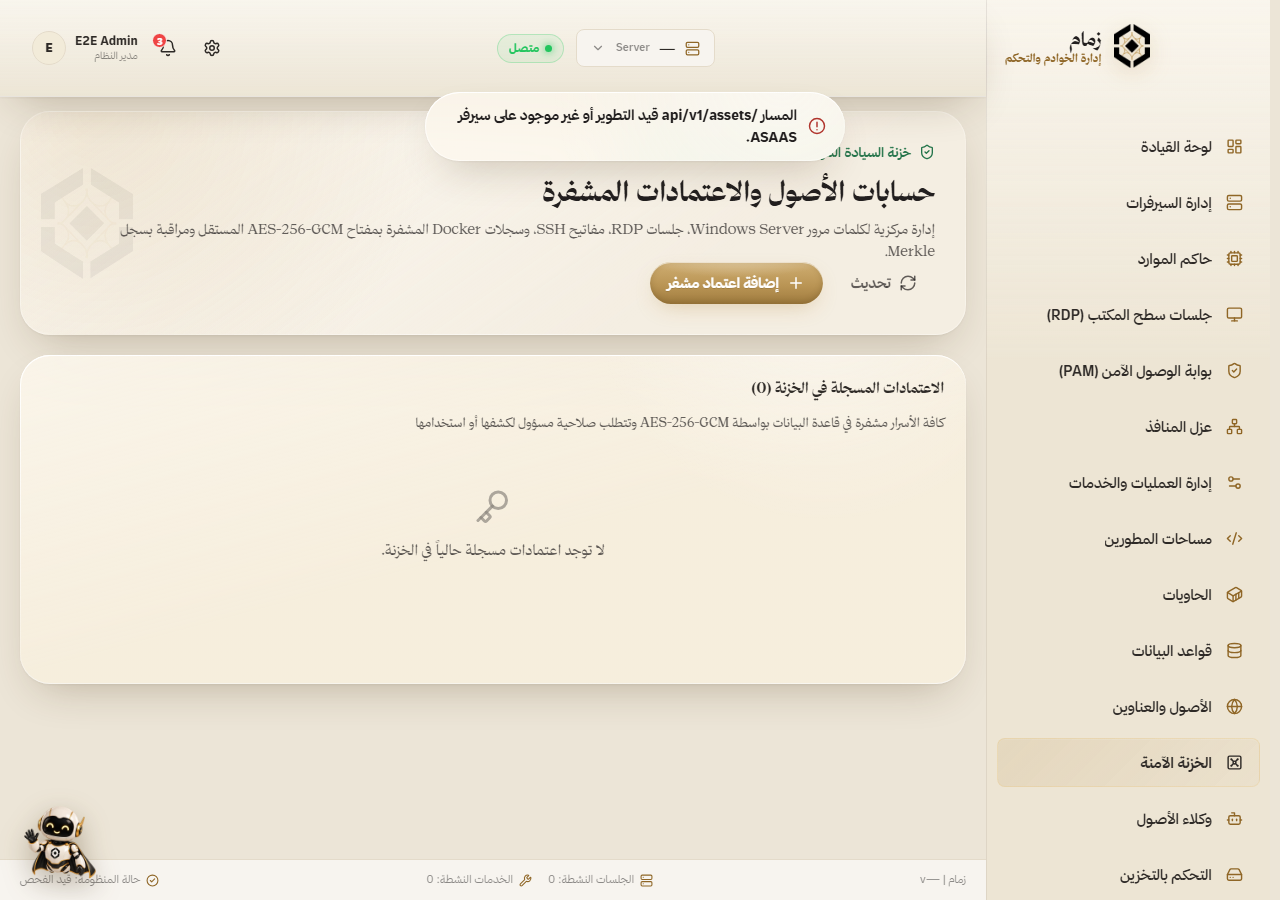 زمام
إدارة الخوادم والتحكم
لوحة القيادة
إدارة السيرفرات
حاكم الموارد
جلسات سطح المكتب (RDP)
بوابة الوصول الآمن (PAM)
عزل المنافذ
إدارة العمليات والخدمات
مساحات المطورين
الحاويات
قواعد البيانات
الأصول والعناوين
الخزنة الآمنة
وكلاء الأصول
التحكم بالتخزين
Server —
متصل
3
E2E Admin
مدير النظام
E
المسار /api/v1/assets قيد التطوير أو غير موجود على سيرفر
ASAAS.
خزنة السيادة
حسابات الأصول والاعتمادات المشفرة
إدارة مركزية لكلمات مرور Windows Server، جلسات RDP، مفاتيح SSH، وسجلات Docker المشفرة بمفتاح AES-256-GCM المستقل ومراقبة بسجل
Merkle.
تحديث
إضافة اعتماد مشفر
الاعتمادات المسجلة في الخزنة (0)
كافة الأسرار مشفرة في قاعدة البيانات بواسطة AES-256-GCM وتتطلب صلاحية مسؤول لكشفها أو استخدامها
لا توجد اعتمادات مسجلة حالياً في الخزنة.
زمام | v—
الجلسات النشطة: 0
الخدمات النشطة: 0
حالة المنظومة: قيد الفحص